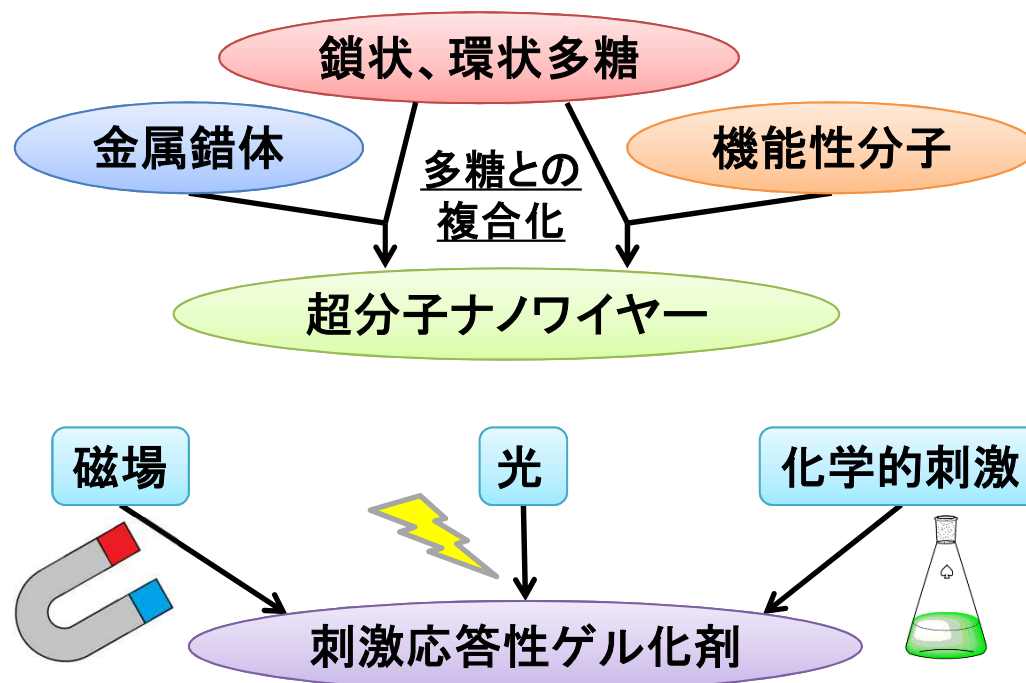 鎖状、環状多糖
金属錯体
機能性分子
多糖との
複合化
超分子ナノワイヤー
磁場
光
化学的刺激
刺激応答性ゲル化剤